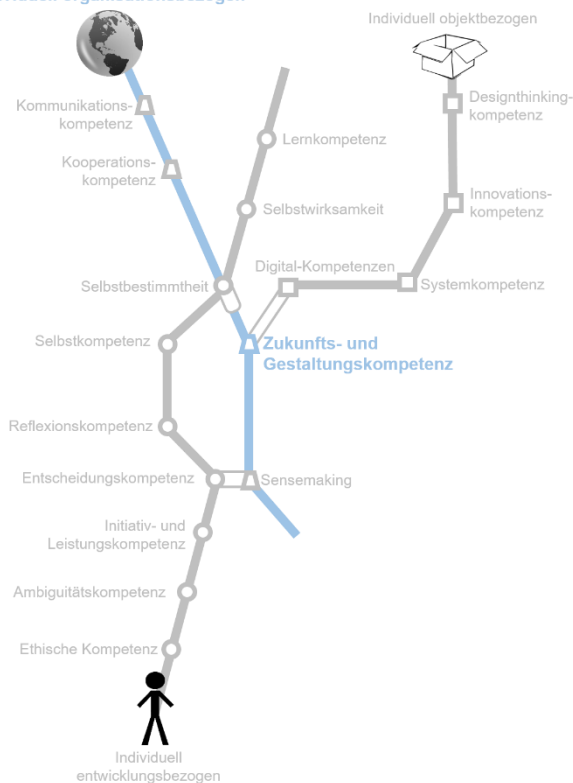 Individuell objektbezogen
Kommunikations-
kompetenz
Designthinking-
kompetenz
Lernkompetenz
Kooperations-
kompetenz
Innovations-
kompetenz
Selbstwirksamkeit
Digital-Kompetenzen
Selbstbestimmtheit
Systemkompetenz
Selbstkompetenz
Zukunfts- und
Gestaltungskompetenz
Reflexionskompetenz
Entscheidungskompetenz
Sensemaking
Initiativ- und
Leistungskompetenz
Ambiguitätskompetenz
Ethische Kompetenz
Individuell
entwicklungsbezogen